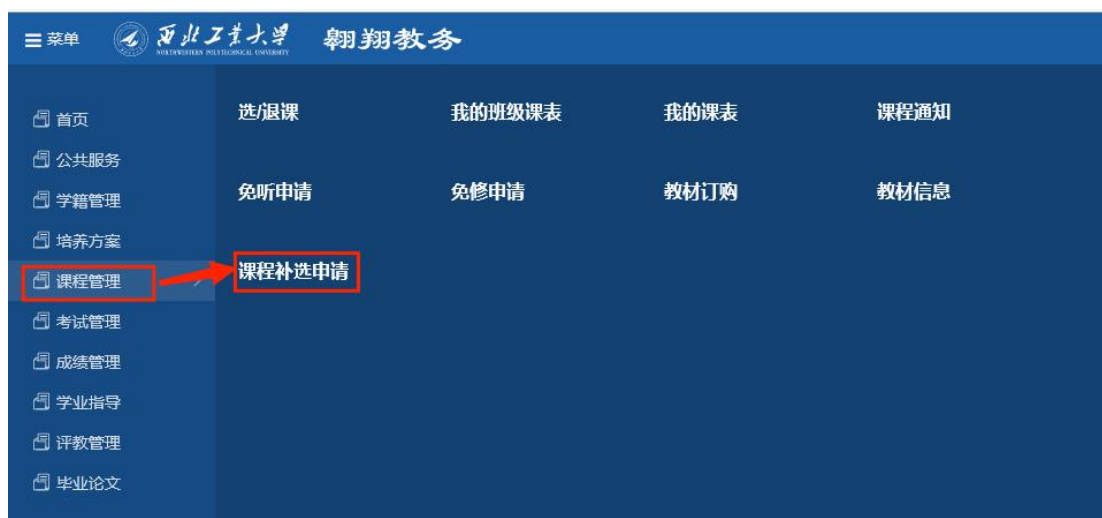 菜单 西北工业大学 翱翔教务
NORTHWESTERN POLYTECHNICAL UNIVERSITY
首页
公共服务
学籍管理
培养方案
课程管理
考试管理
成绩管理
学业指导
评教管理
毕业论文
选/退课 我的班级课表 我的课表 课程通知
免听申请 免修申请 教材订购 教材信息
课程补选申请